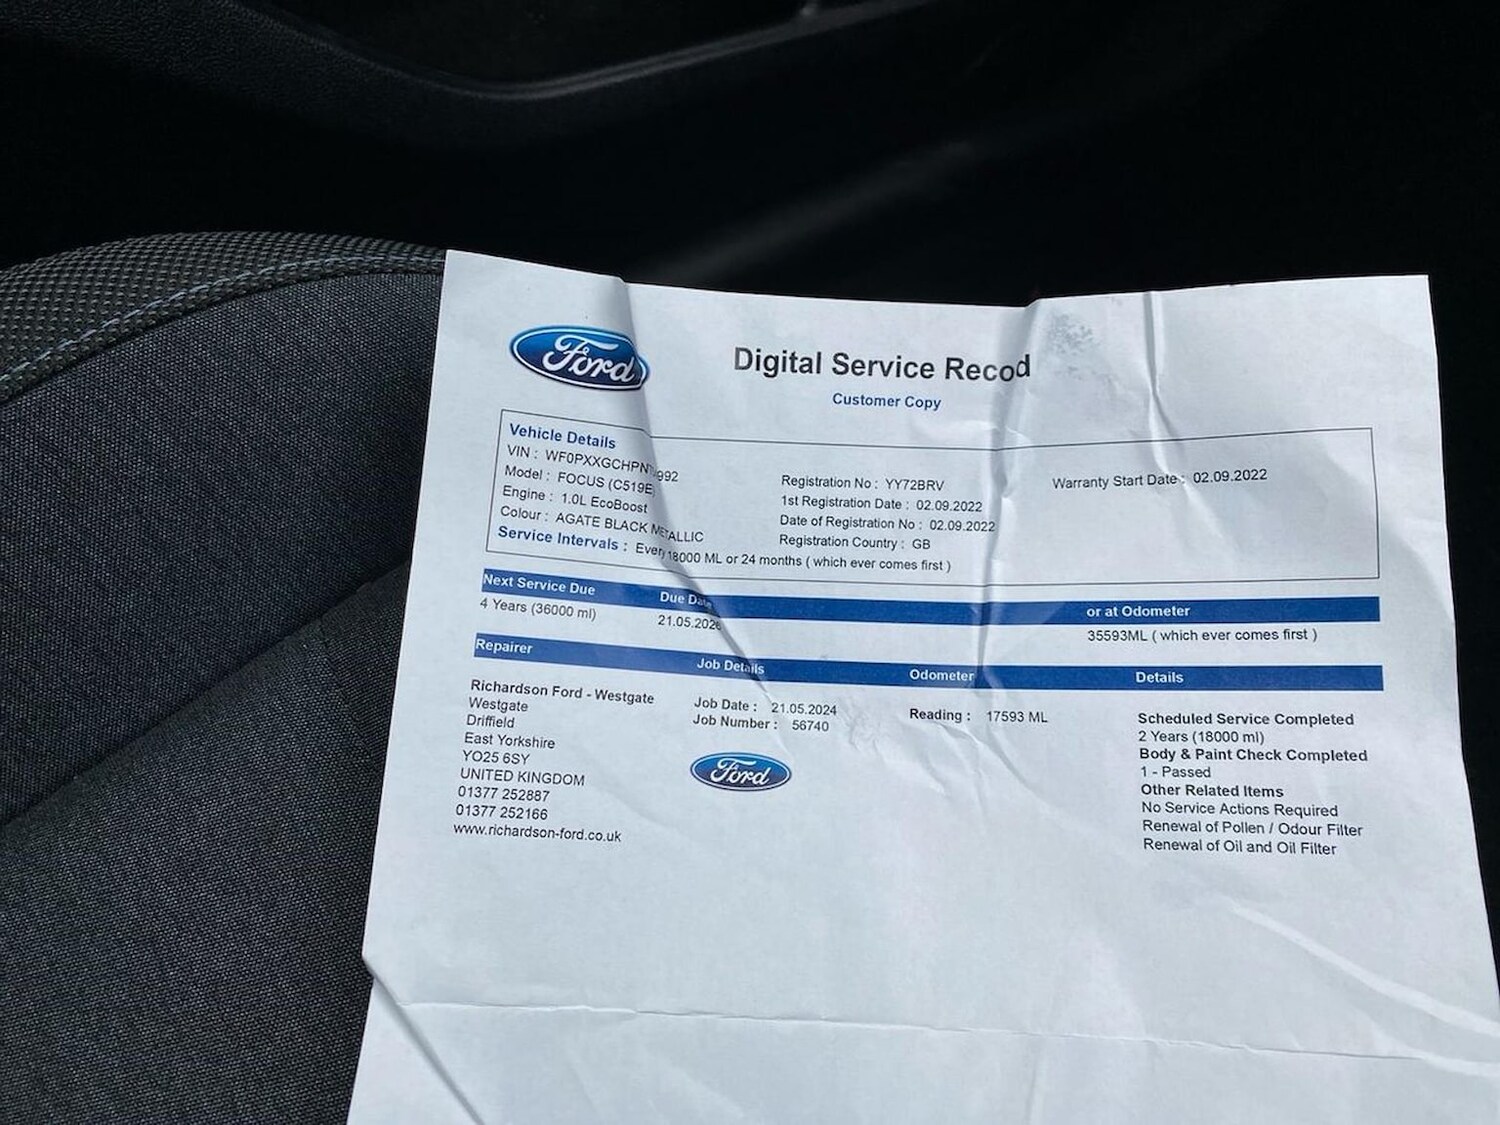 Ford
Digital Service Recod
Customer Copy
Vehicle Details
VIN :
Model : FOCUS (C519E
Engine : 1.0L EcoBoost
Colour : AGATE BLACK METALLIC
Registration No : YY72BRV
1st Registration Date : 02.09.2022
Date of Registration No : 02.09.2022
Registration Country : GB
Warranty Start Date : 02.09.2022
Service Intervals : Every 18000 ML or 24 months ( which ever comes first )
Next Service Due Due Date or at Odometer
4 Years (36000 ml) 21.05.2026 35593ML ( which ever comes first )
Repairer Job Details Odometer Details
Richardson Ford - Westgate
Westgate
Driffield
East Yorkshire
YO25 6SY
UNITED KINGDOM
01377 252887
01377 252166
www.richardson-ford.co.uk
Job Date : 21.05.2024
Job Number : 56740
Ford
Reading : 17593 ML
Scheduled Service Completed
2 Years (18000 ml)
Body & Paint Check Completed
1 - Passed
Other Related Items
No Service Actions Required
Renewal of Pollen / Odour Filter
Renewal of Oil and Oil Filter